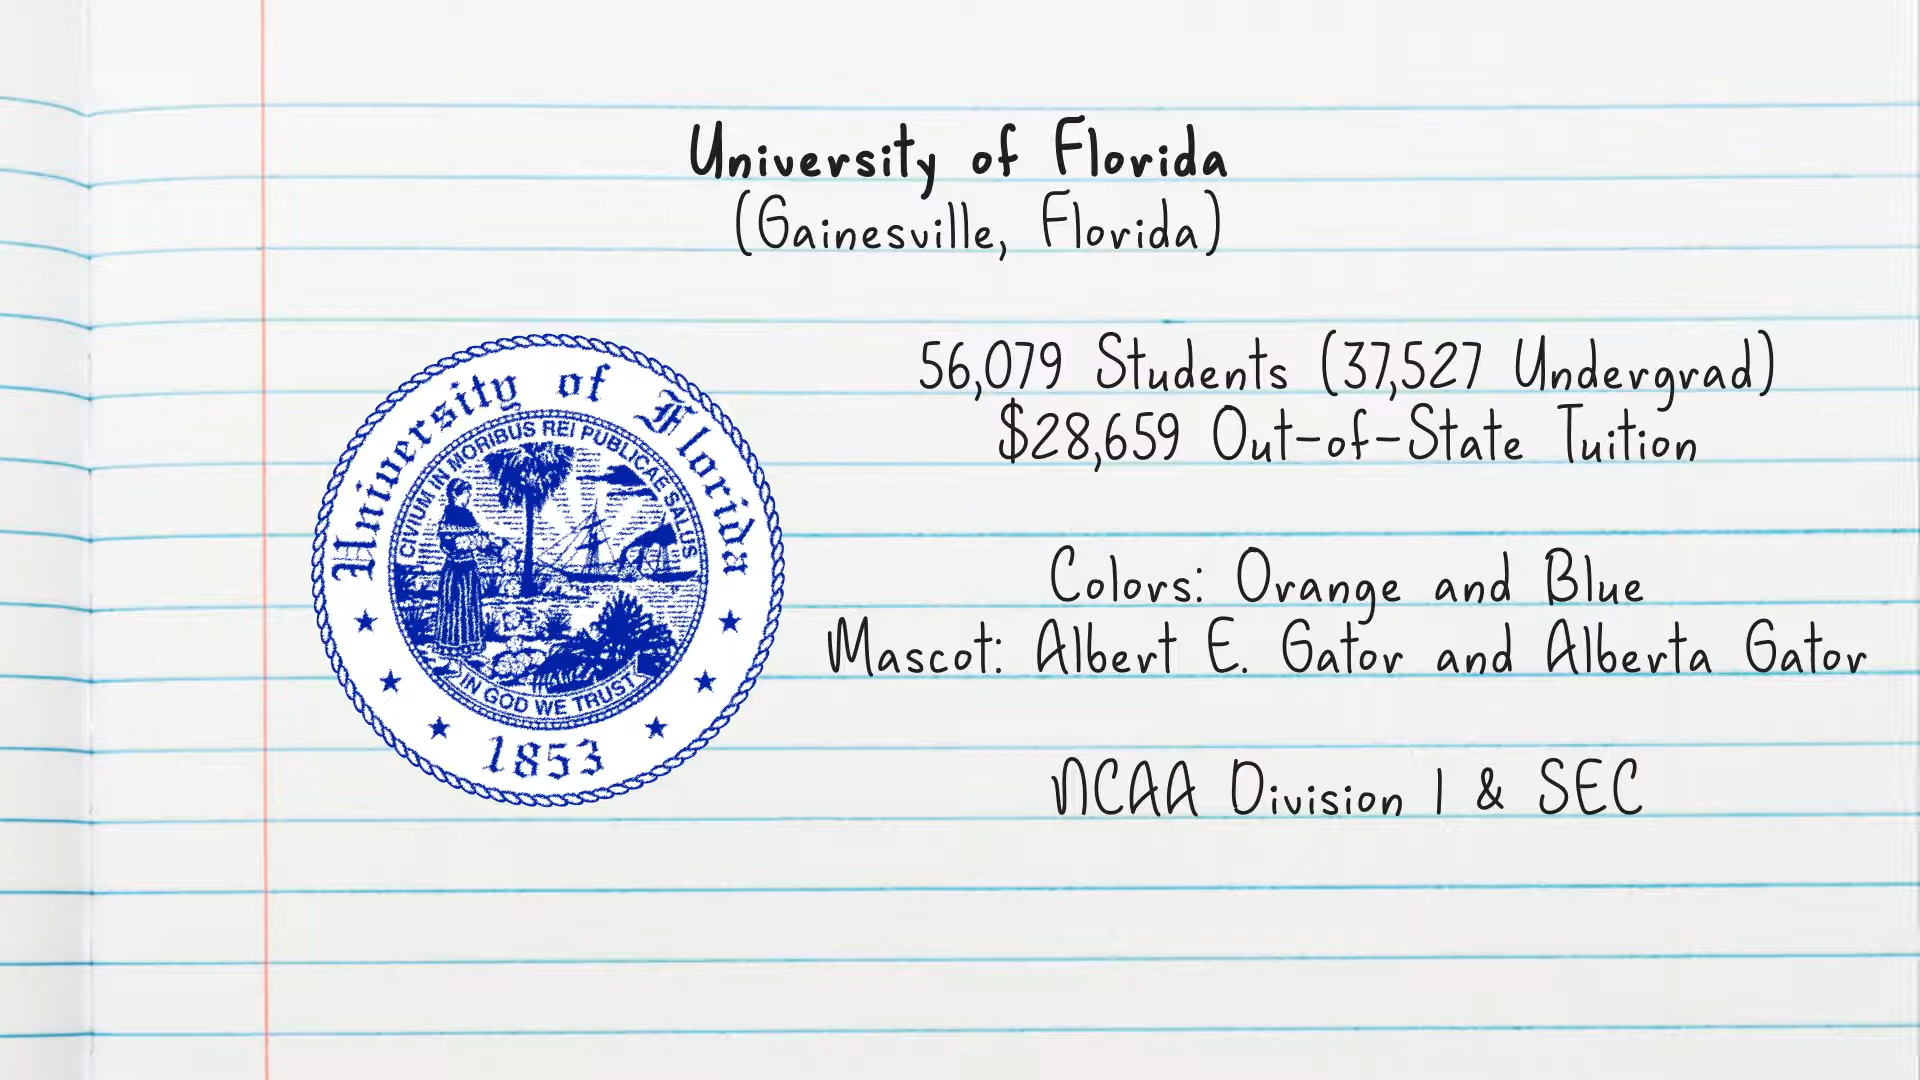 University of Florida
(Gainesville, Florida)
56,079 Students (37,527 Undergrad)
$28,659 Out-of-State Tuition
Colors: Orange and Blue
Mascot: Albert E. Gator and Alberta Gator
NCAA Division I & SEC
University of Florida
CIVIUM IN MORIBUS REI PUBLICAE SALUS
IN GOD WE TRUST
1853